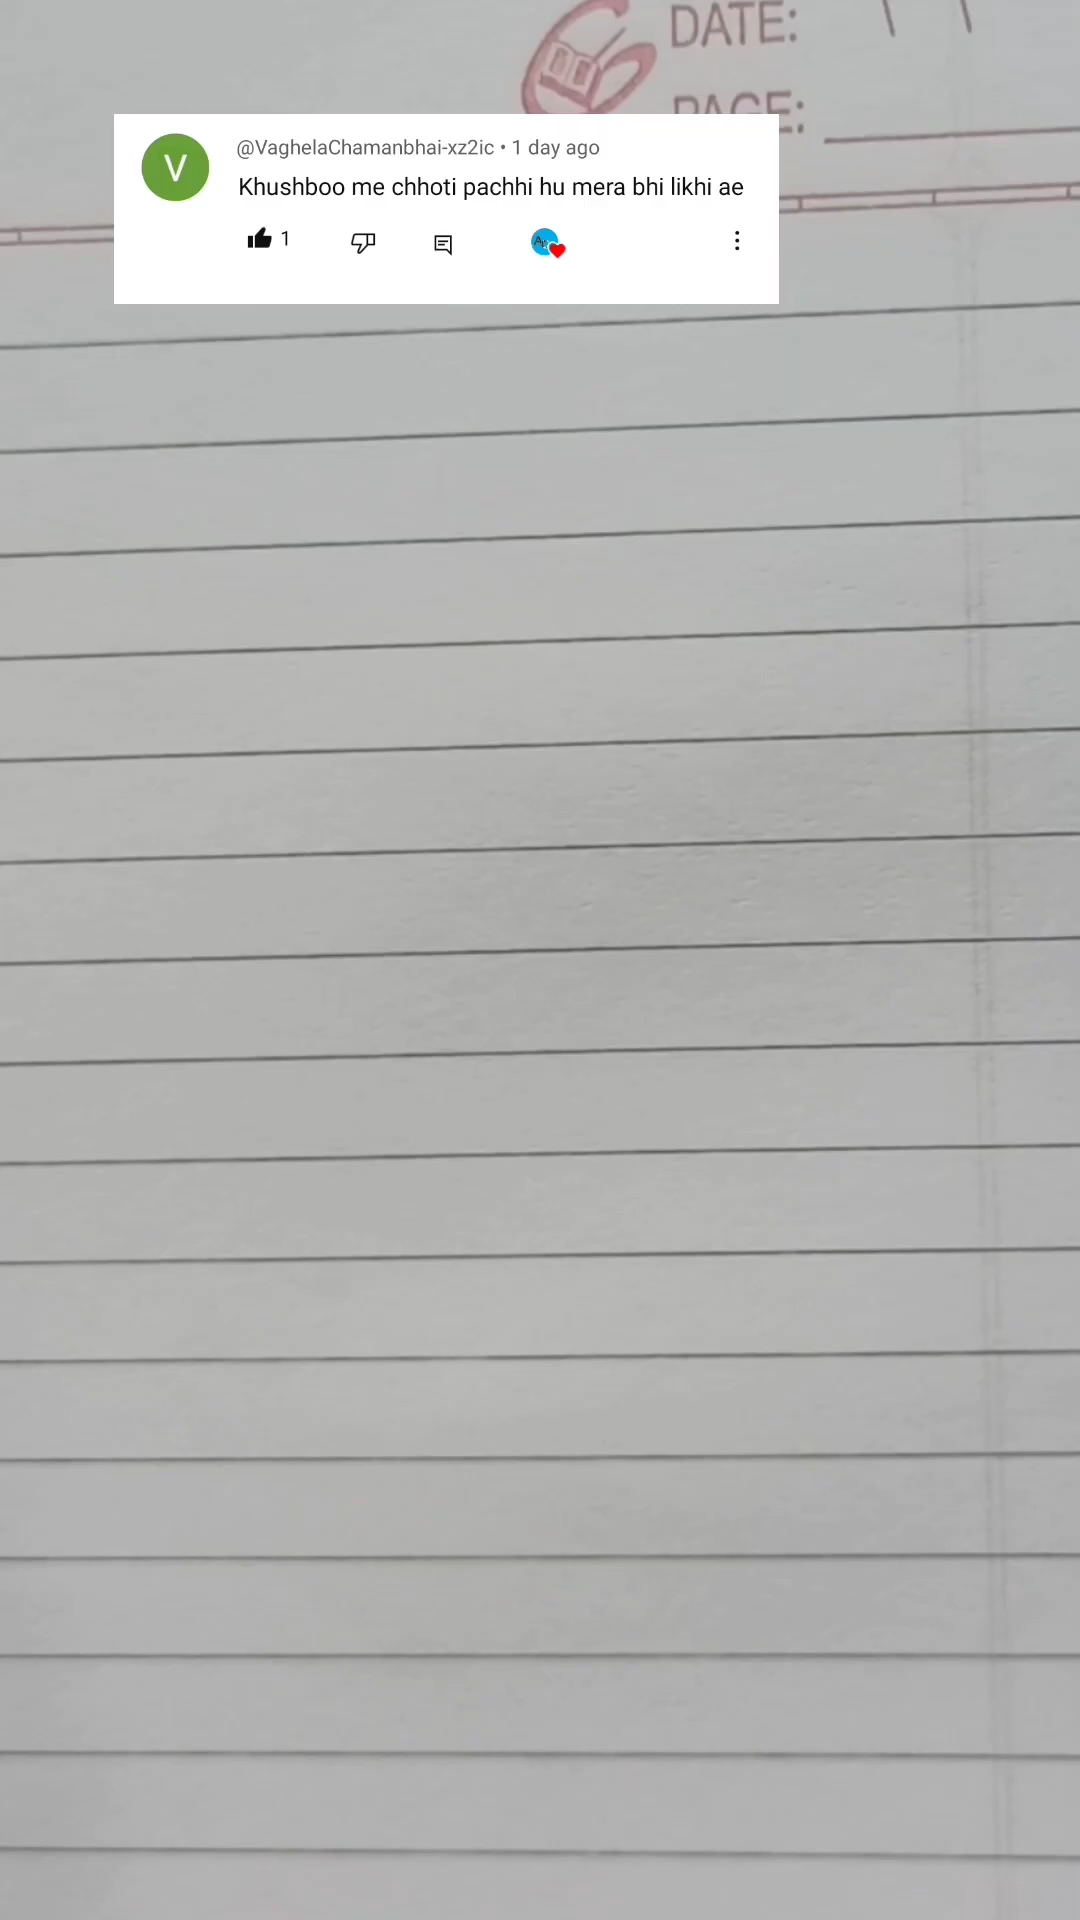 DATE:
PAGE:
@VaghelaChamanbhai-xz2ic • 1 day ago
Khushboo me chhoti pachhi hu mera bhi likhi ae
1